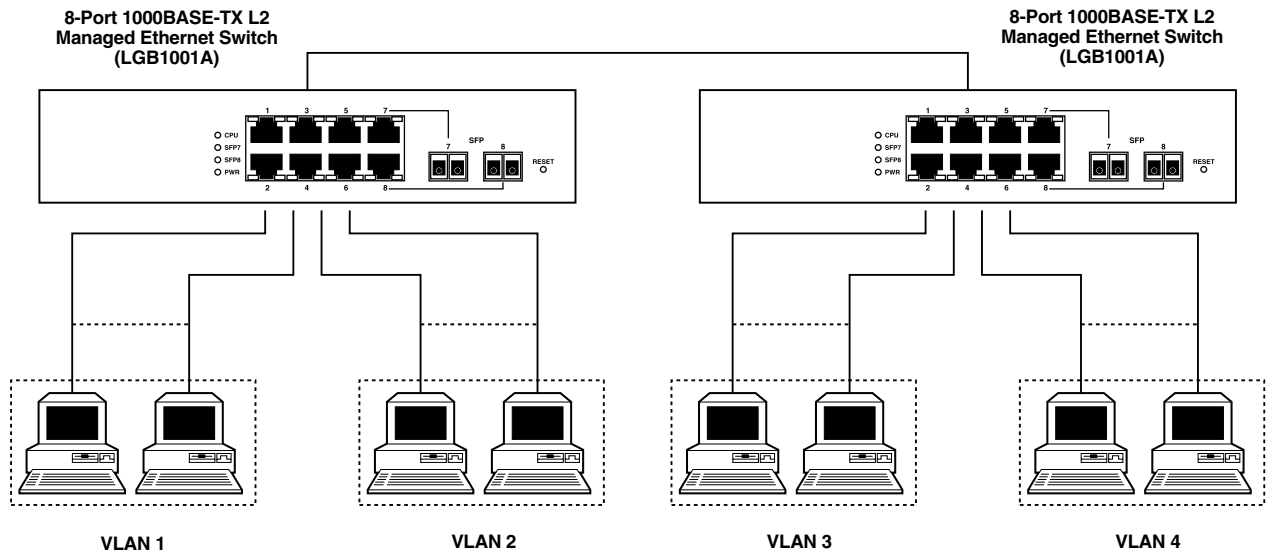 8-Port 1000BASE-TX L2
Managed Ethernet Switch
(LGB1001A)
8-Port 1000BASE-TX L2
Managed Ethernet Switch
(LGB1001A)
1 3 5 7
CPU
SFP7
SFP8
PWR
SFP
7 8
RESET
2 4 6 8
1 3 5 7
CPU
SFP7
SFP8
PWR
SFP
7 8
RESET
2 4 6 8
VLAN 1
VLAN 2
VLAN 3
VLAN 4